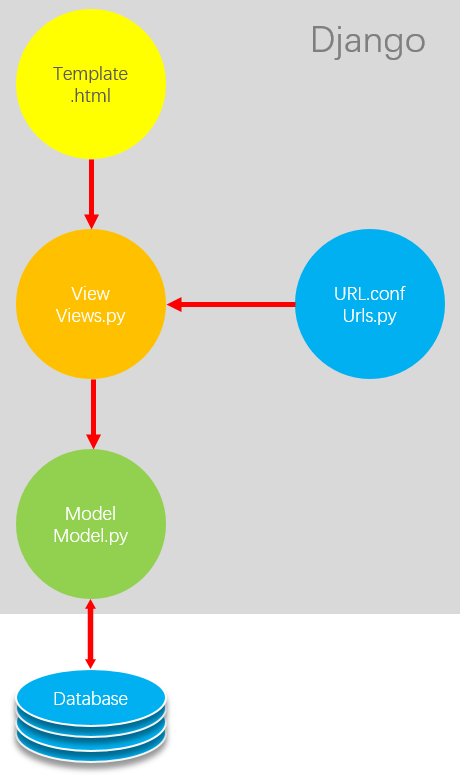 Django
Template
.html
View
Views.py
URL.conf
Urls.py
Model
Model.py
Database